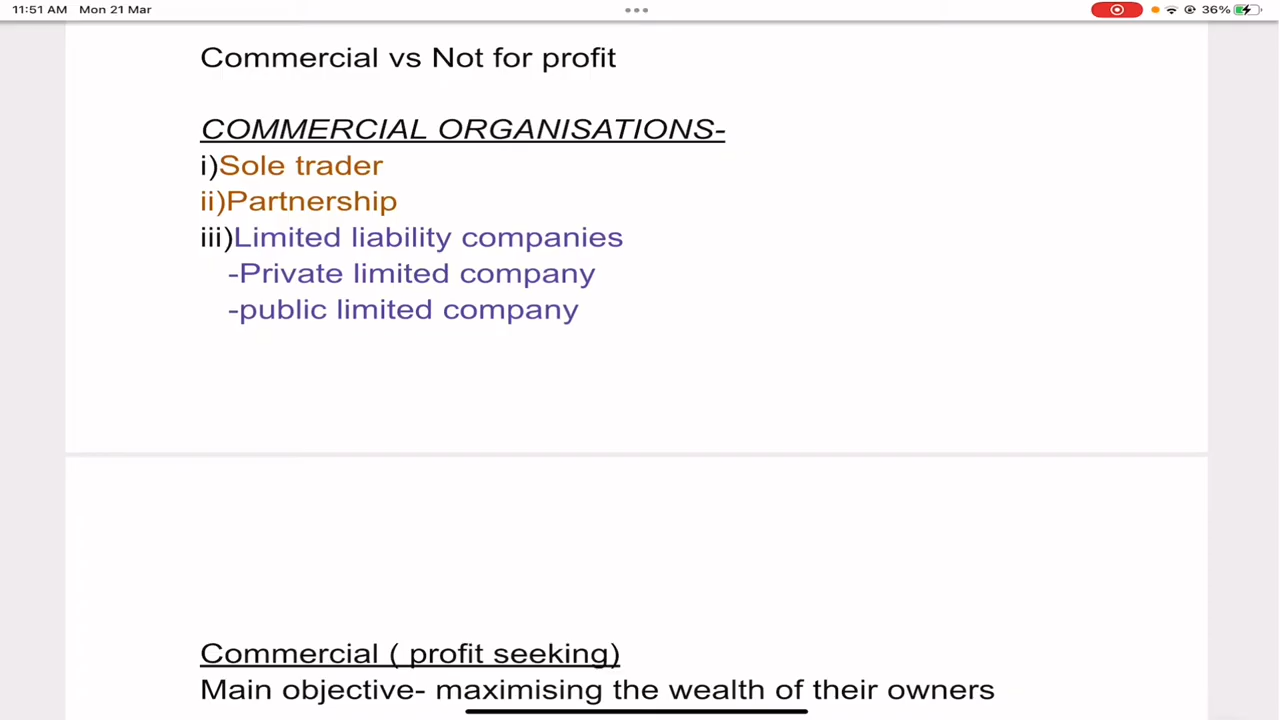 11:51 AM Mon 21 Mar
36%
Commercial vs Not for profit
COMMERCIAL ORGANISATIONS-
i)Sole trader
ii)Partnership
iii)Limited liability companies
-Private limited company
-public limited company
Commercial ( profit seeking)
Main objective- maximising the wealth of their owners